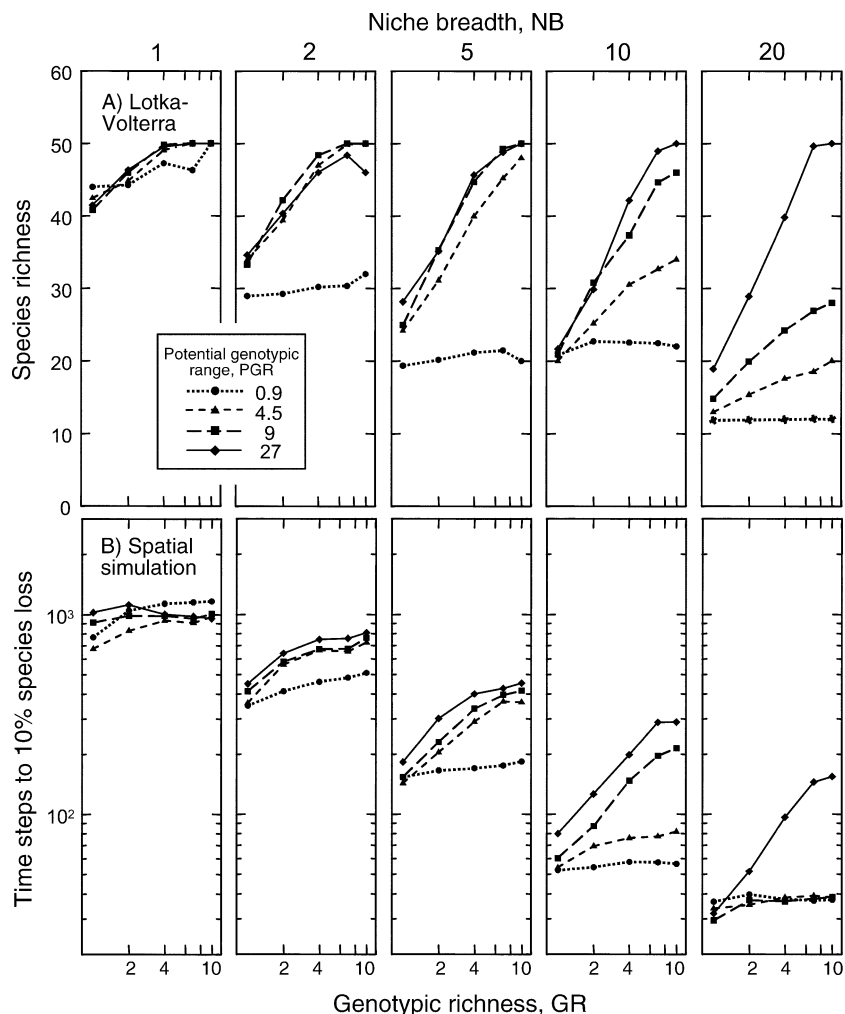 Niche breadth, NB
1 2 5 10 20
A) Lotka-
Volterra
Species richness
60
50
40
30
20
10
0
Potential genotypic
range, PGR
0.9
4.5
9
27
B) Spatial
simulation
Time steps to 10% species loss
10³
10²
2 4 10 2 4 10 2 4 10 2 4 10 2 4 10
Genotypic richness, GR